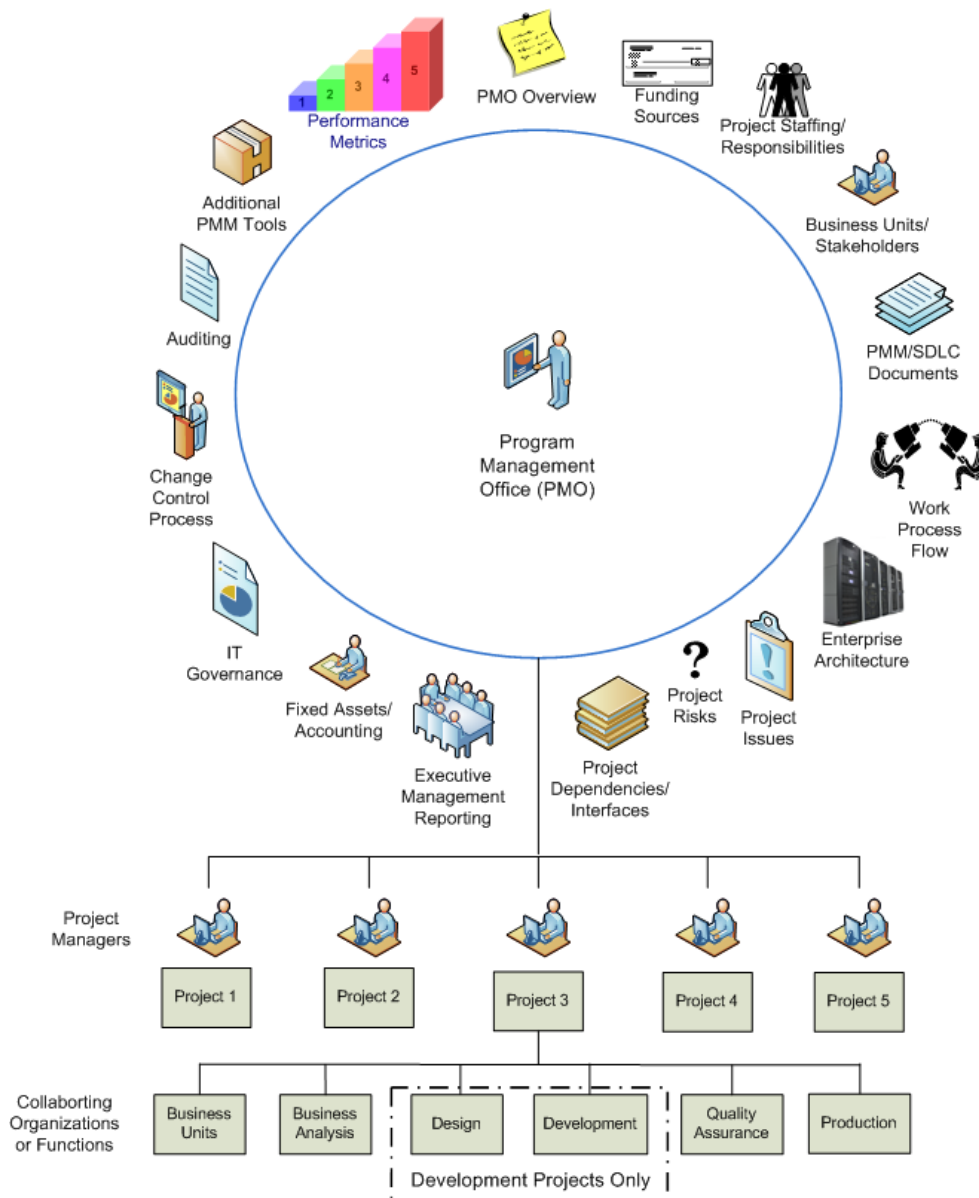 1
2
3
4
5
Performance
Metrics
PMO Overview
Funding
Sources
Project Staffing/
Responsibilities
Additional
PMM Tools
Business Units/
Stakeholders
Auditing
PMM/SDLC
Documents
Program
Management
Office (PMO)
Change
Control
Process
Work
Process
Flow
IT
Governance
Enterprise
Architecture
Fixed Assets/
Accounting
Project
Risks
Project
Issues
Executive
Management
Reporting
Project
Dependencies/
Interfaces
Project
Managers
Project 1
Project 2
Project 3
Project 4
Project 5
Collaborting
Organizations
or Functions
Business
Units
Business
Analysis
Design
Development
Quality
Assurance
Production
Development Projects Only